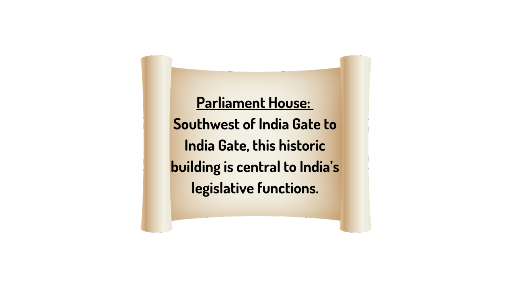 Parliament House:
Southwest of India Gate to
India Gate, this historic
building is central to India's
legislative functions.